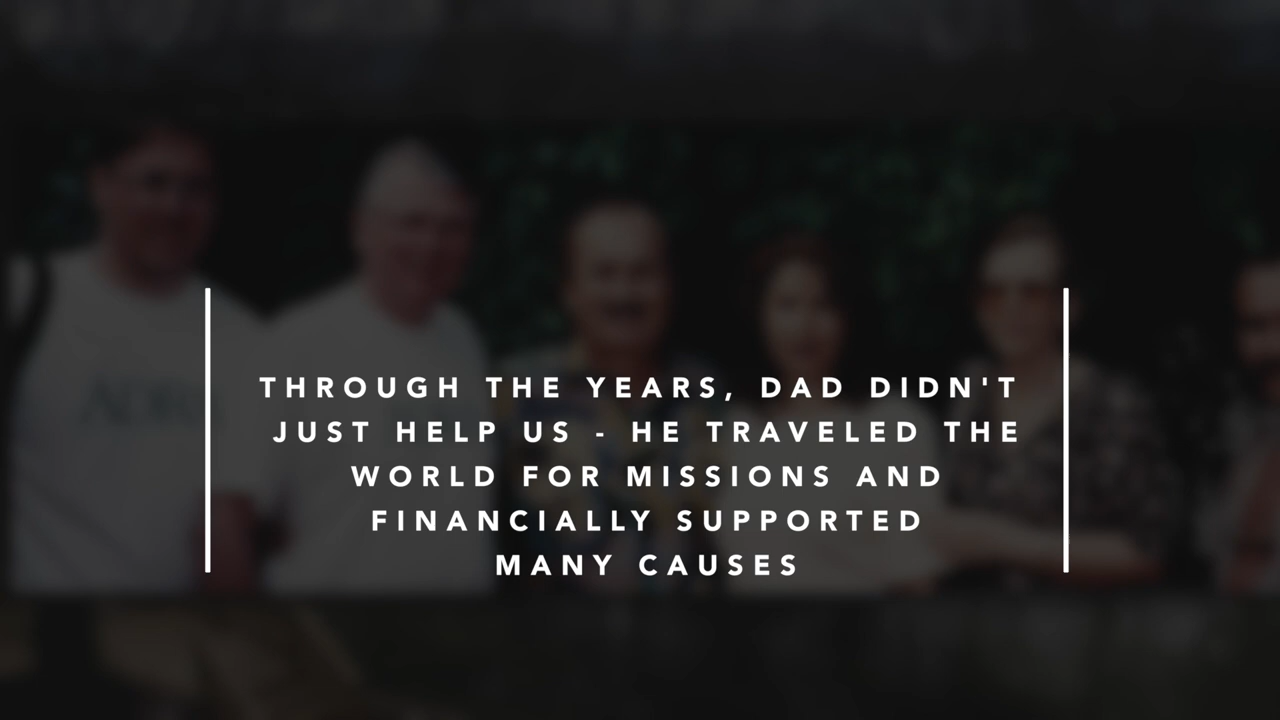 THROUGH THE YEARS, DAD DIDN'T
JUST HELP US - HE TRAVELED THE
WORLD FOR MISSIONS AND
FINANCIALLY SUPPORTED
MANY CAUSES